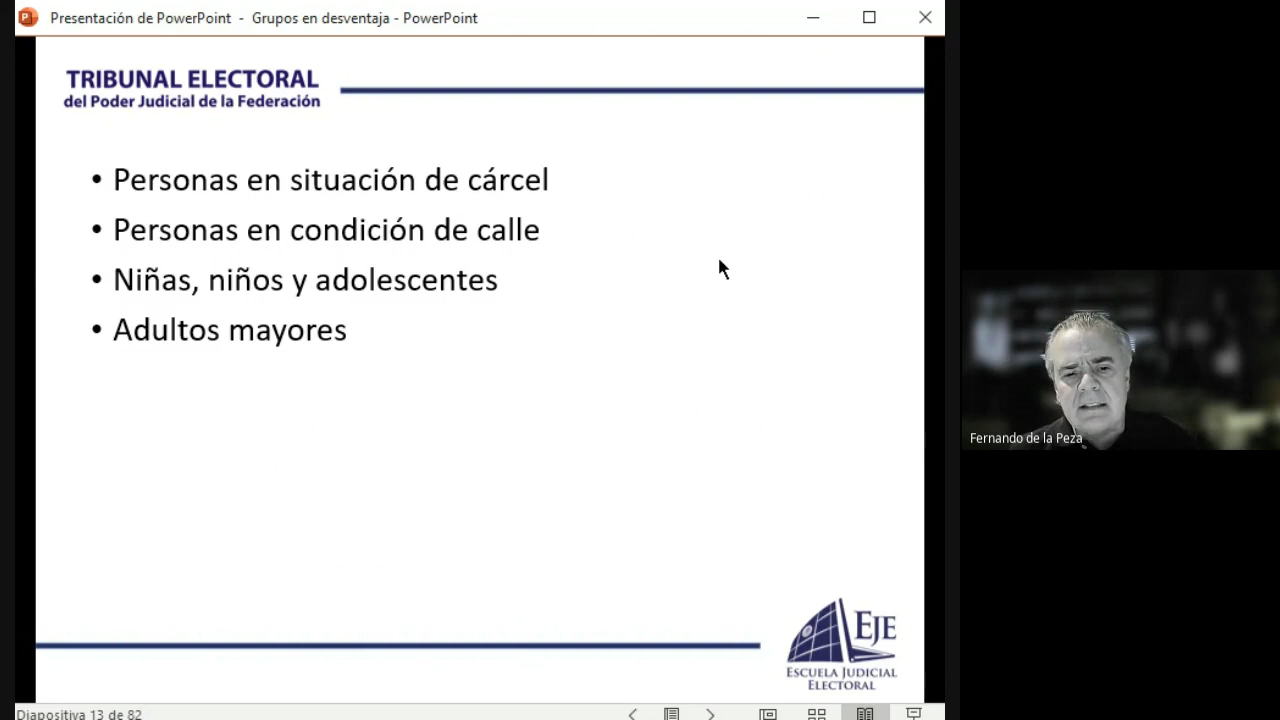 Presentación de PowerPoint - Grupos en desventaja - PowerPoint
TRIBUNAL ELECTORAL
del Poder Judicial de la Federación
• Personas en situación de cárcel
• Personas en condición de calle
• Niñas, niños y adolescentes
• Adultos mayores
Fernando de la Peza
EJE
ESCUELA JUDICIAL
ELECTORAL
Diapositiva 13 de 82